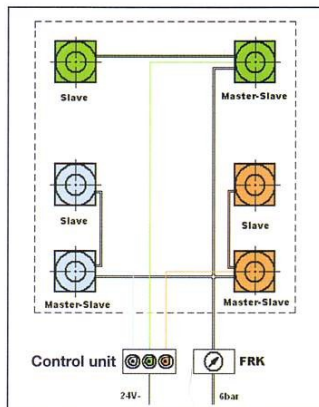 Slave
Master-Slave
Slave
Slave
Master-Slave
Master-Slave
Control unit
FRK
24V-
6bar